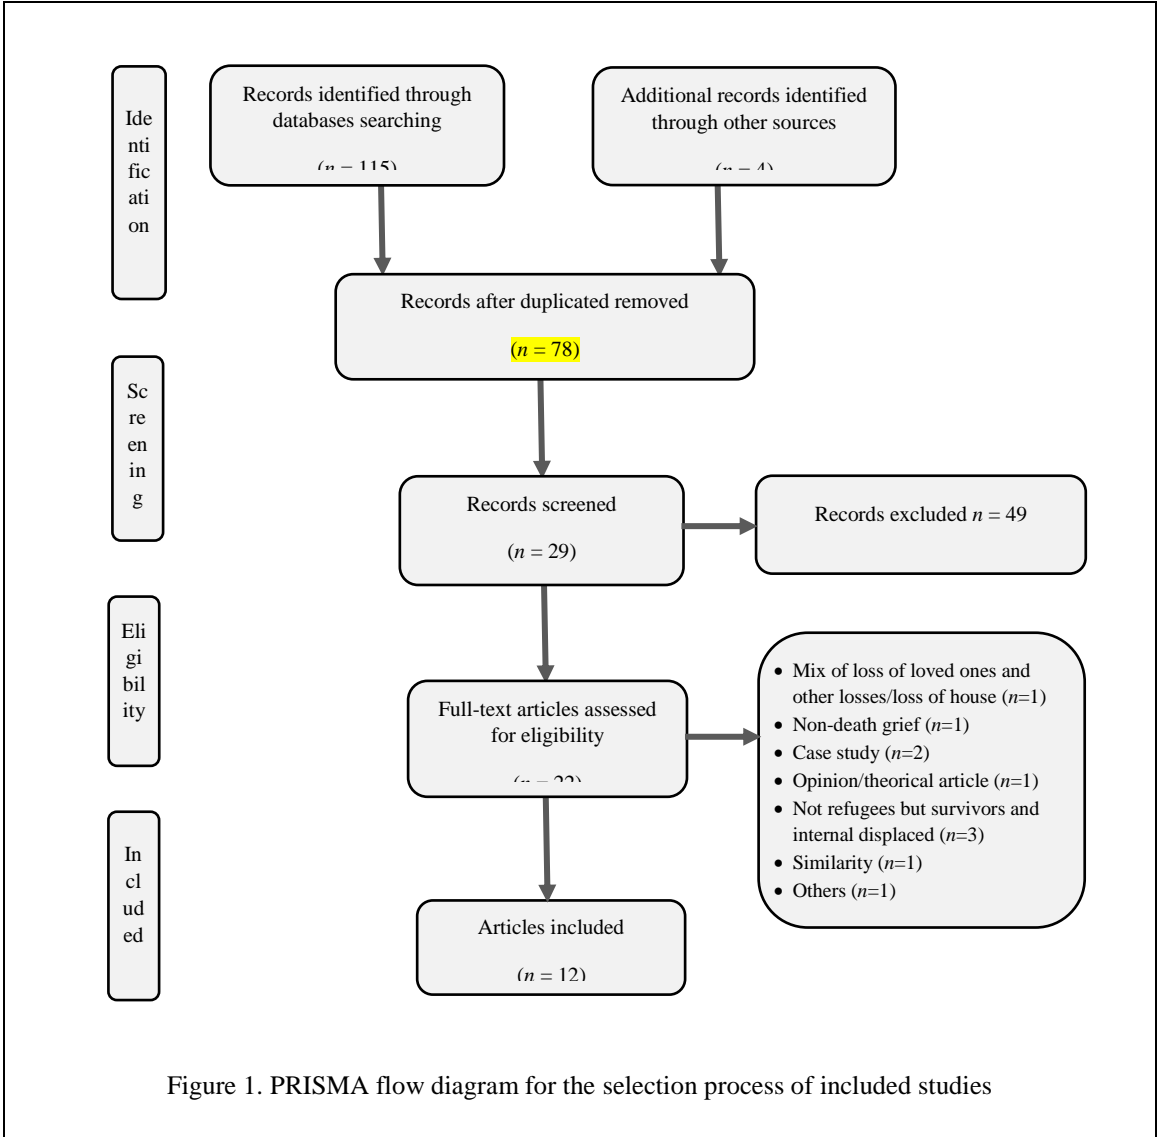 Ide
nti
fic
ati
on
Records identified through
databases searching
(n = 115)
Additional records identified
through other sources
(n = 4)
Records after duplicated removed
(n = 78)
Sc
re
en
in
g
Records screened
(n = 29)
Records excluded n = 49
Eli
gi
bil
ity
Full-text articles assessed
for eligibility
(n = 22)
• Mix of loss of loved ones and
other losses/loss of house (n=1)
• Non-death grief (n=1)
• Case study (n=2)
• Opinion/theorical article (n=1)
• Not refugees but survivors and
internal displaced (n=3)
• Similarity (n=1)
• Others (n=1)
In
cl
ud
ed
Articles included
(n = 12)
Figure 1. PRISMA flow diagram for the selection process of included studies